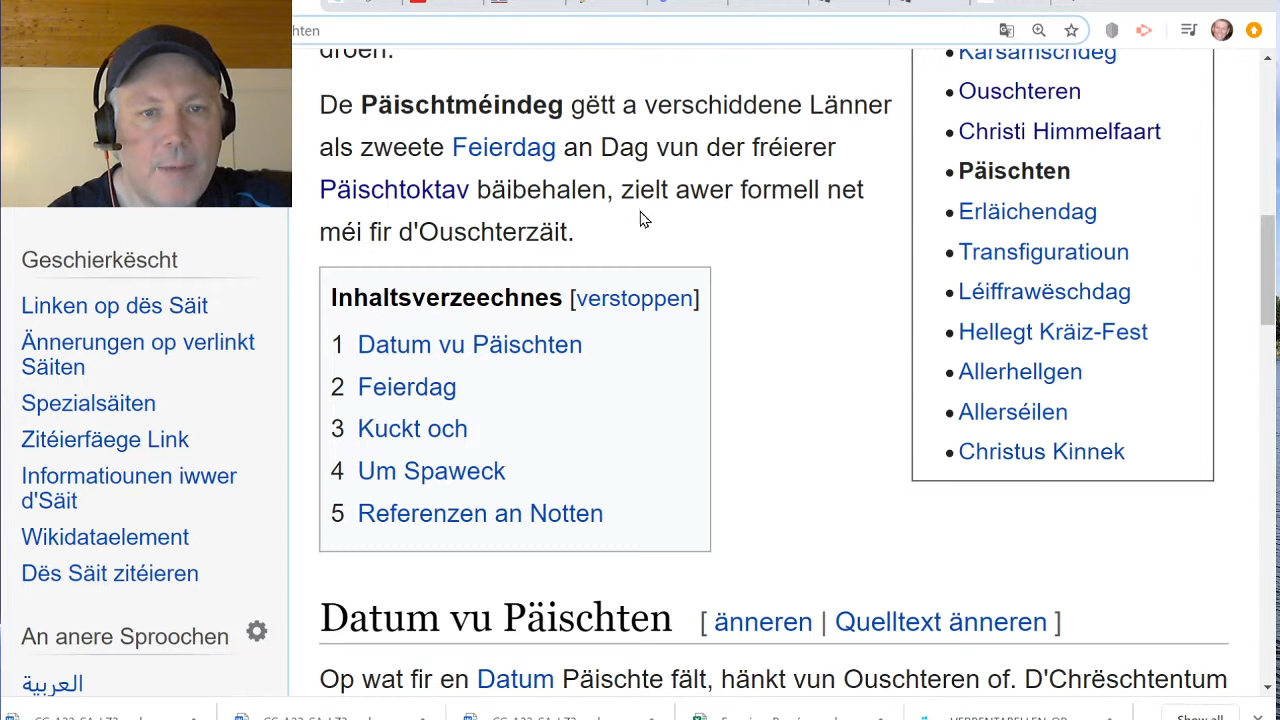 hten
droen.
De Päischtméindeg gëtt a verschiddene Länner
als zweete Feierdag an Dag vun der fréierer
Päischtoktav bäibehalen, zielt awer formell net
méi fir d'Ouschterzäit.
Inhaltsverzeechnes [verstoppen]
1 Datum vu Päischten
2 Feierdag
3 Kuckt och
4 Um Spaweck
5 Referenzen an Notten
Datum vu Päischten [ änneren | Quelltext änneren ]
Op wat fir en Datum Päischte fält, hänkt vun Ouschteren of. D'Chrëschtentum
Karsamschdeg
Ouschteren
Christi Himmelfaart
Päischten
Erläichendag
Transfiguratioun
Léiffrawëschdag
Hellegt Kräiz-Fest
Allerhellgen
Allerséilen
Christus Kinnek
Geschierkëscht
Linken op dës Säit
Ännerungen op verlinkt
Säiten
Spezialsäiten
Zitéierfäege Link
Informatiounen iwwer
d'Säit
Wikidataelement
Dës Säit zitéieren
An anere Sproochen
العربية
Show all